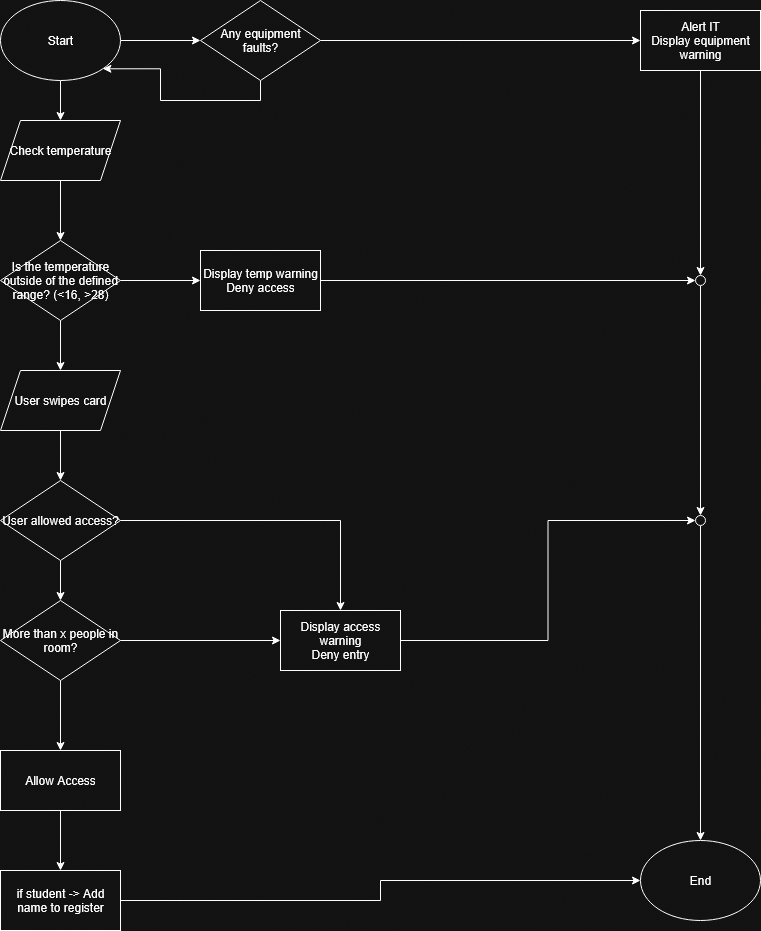 Start
Any equipment
faults?
Alert IT
Display equipment
warning
Check temperature
Is the temperature
outside of the defined
range? (<16, >28)
Display temp warning
Deny access
User swipes card
User allowed access?
More than x people in
room?
Display access
warning
Deny entry
Allow Access
if student -> Add
name to register
End